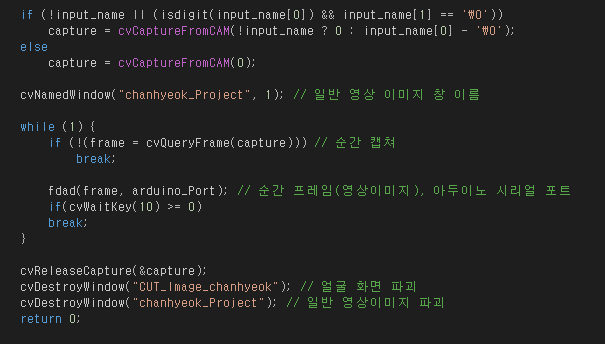 if (!input_name || (isdigit(input_name[0]) && input_name[1] == '₩0'))
capture = cvCaptureFromCAM(!input_name ? 0 : input_name[0] - '₩0');
else
capture = cvCaptureFromCAM(0);
cvNamedWindow("chanhyeok_Project", 1); // 일반 영상 이미지 창 이름
while (1) {
if (!(frame = cvQueryFrame(capture))) // 순간 캡쳐
break;
fdad(frame, arduino_Port); // 순간 프레임(영상이미지), 아두이노 시리얼 포트
if(cvWaitKey(10) >= 0)
break;
}
cvReleaseCapture(&capture);
cvDestroyWindow("CUT_Image_chanhyeok"); // 얼굴 화면 파괴
cvDestroyWindow("chanhyeok_Project"); // 일반 영상이미지 파괴
return 0;